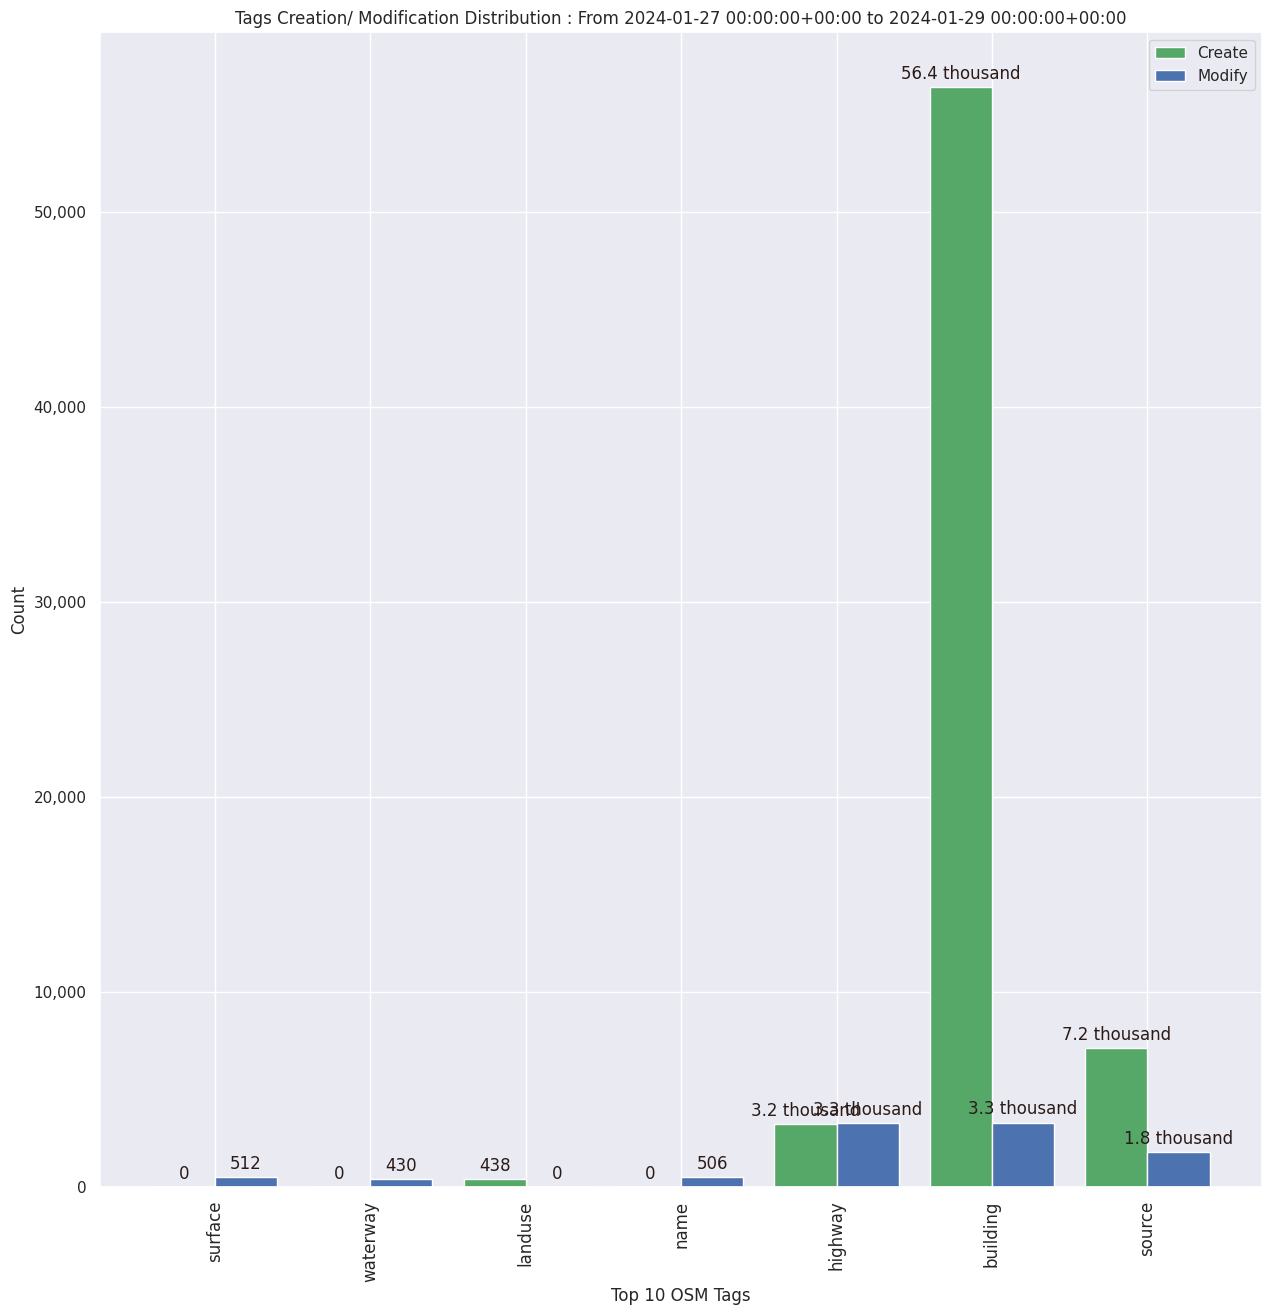 Tags Creation/ Modification Distribution : From 2024-01-27 00:00:00+00:00 to 2024-01-29 00:00:00+00:00
Create
Modify
56.4 thousand
50,000
40,000
30,000
20,000
10,000
0
Count
7.2 thousand
3.2 thousand
3.3 thousand
3.3 thousand
1.8 thousand
0
512
0
430
438
0
0
506
surface
waterway
landuse
name
highway
building
source
Top 10 OSM Tags